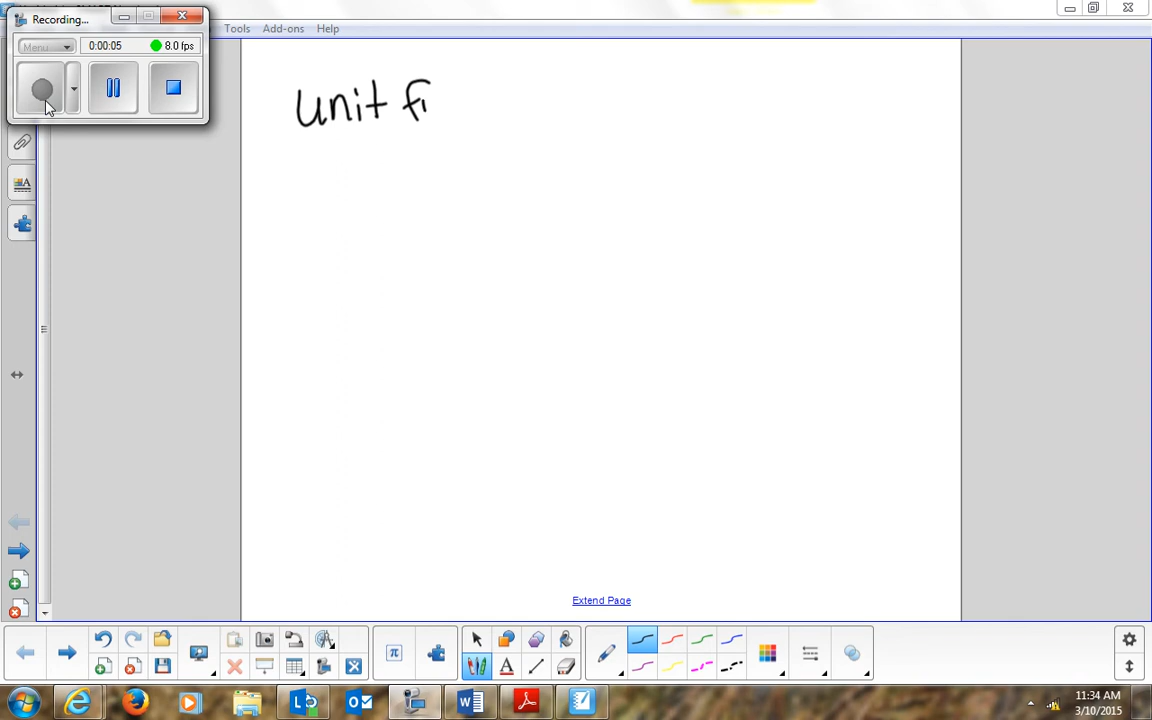 Recording...
Menu
0:00:05
8.0 fps
Tools Add-ons Help
unit fr
Extend Page
11:34 AM
3/10/2015